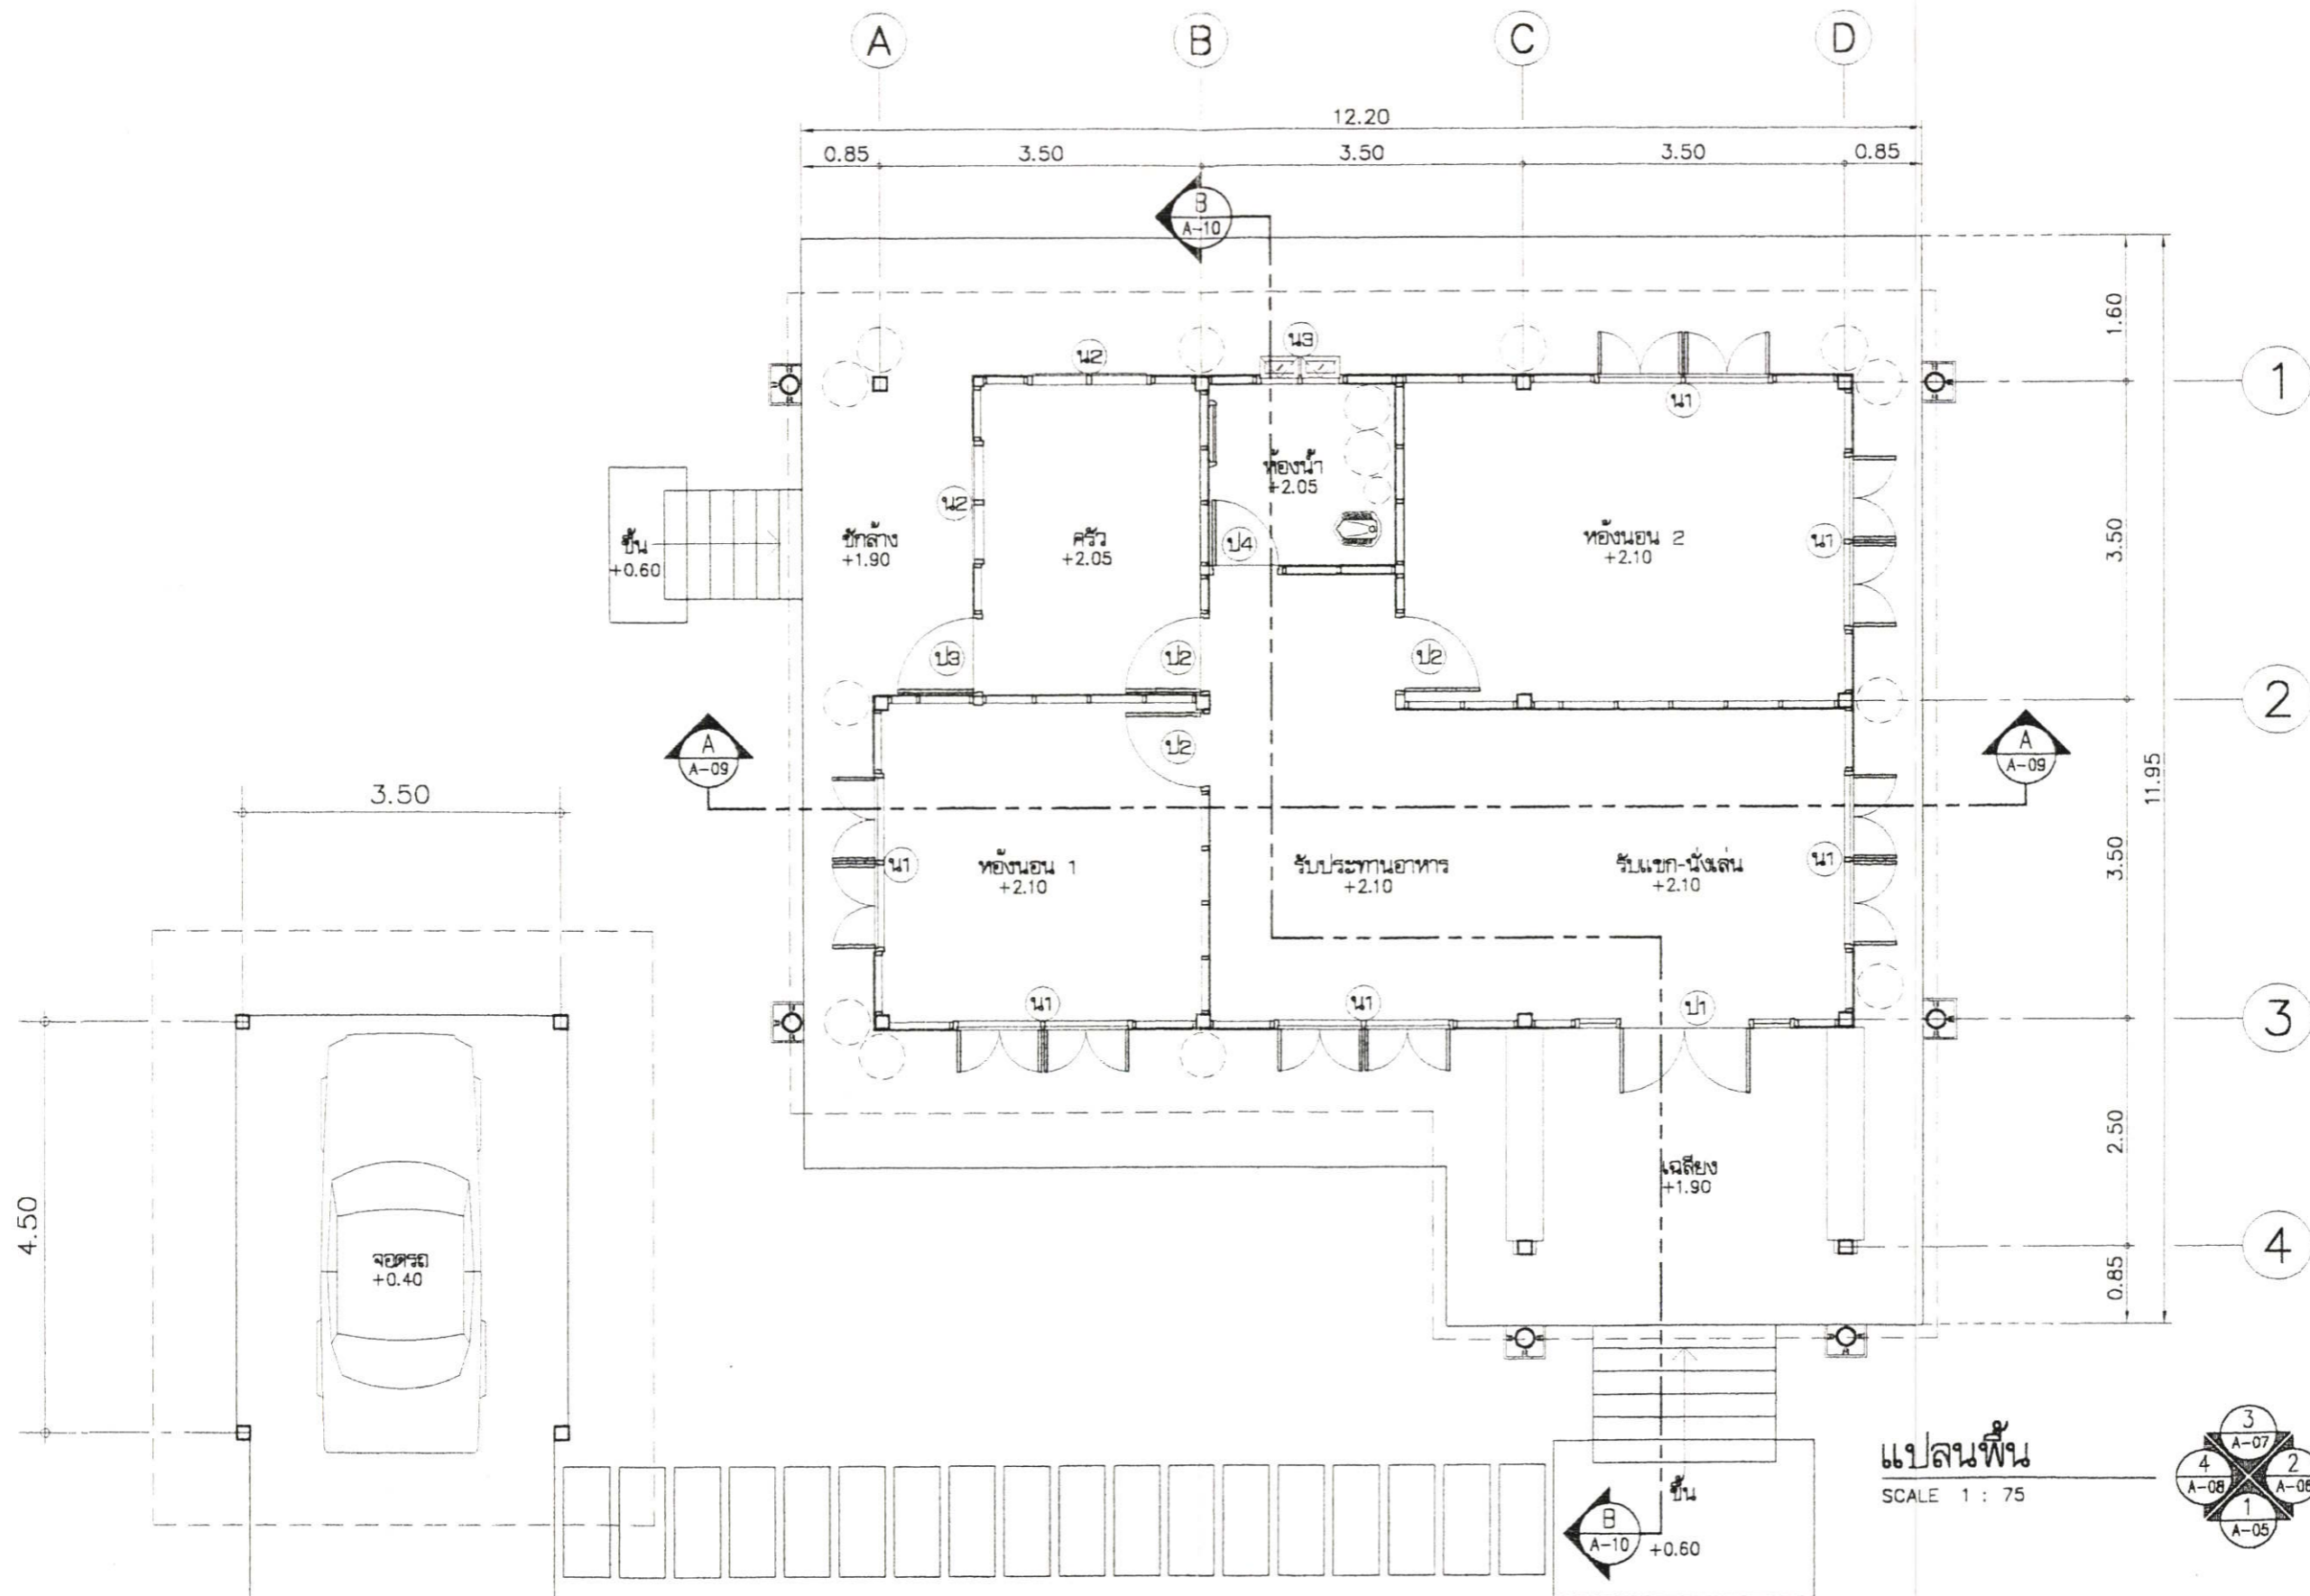 A
B
C
D
12.20
0.85
3.50
3.50
3.50
0.85
B
A-10
1.60
น2
น3
น1
1
น2
ซักล้าง
+1.90
ครัว
+2.05
ห้องน้ำ
+2.05
ป4
ห้องนอน 2
+2.10
น1
3.50
ขึ้น
+0.60
ป3
ป2
ป2
2
A
A-09
ป2
A
A-09
11.95
3.50
น1
ห้องนอน 1
+2.10
รับประทานอาหาร
+2.10
รับแขก-นั่งเล่น
+2.10
น1
3.50
น1
น1
ป1
3
4.50
จอดรถ
+0.40
เฉลียง
+1.90
2.50
4
0.85
ขึ้น
B
A-10
+0.60
แปลนพื้น
SCALE 1 : 75
3
A-07
4
A-08
2
A-06
1
A-05